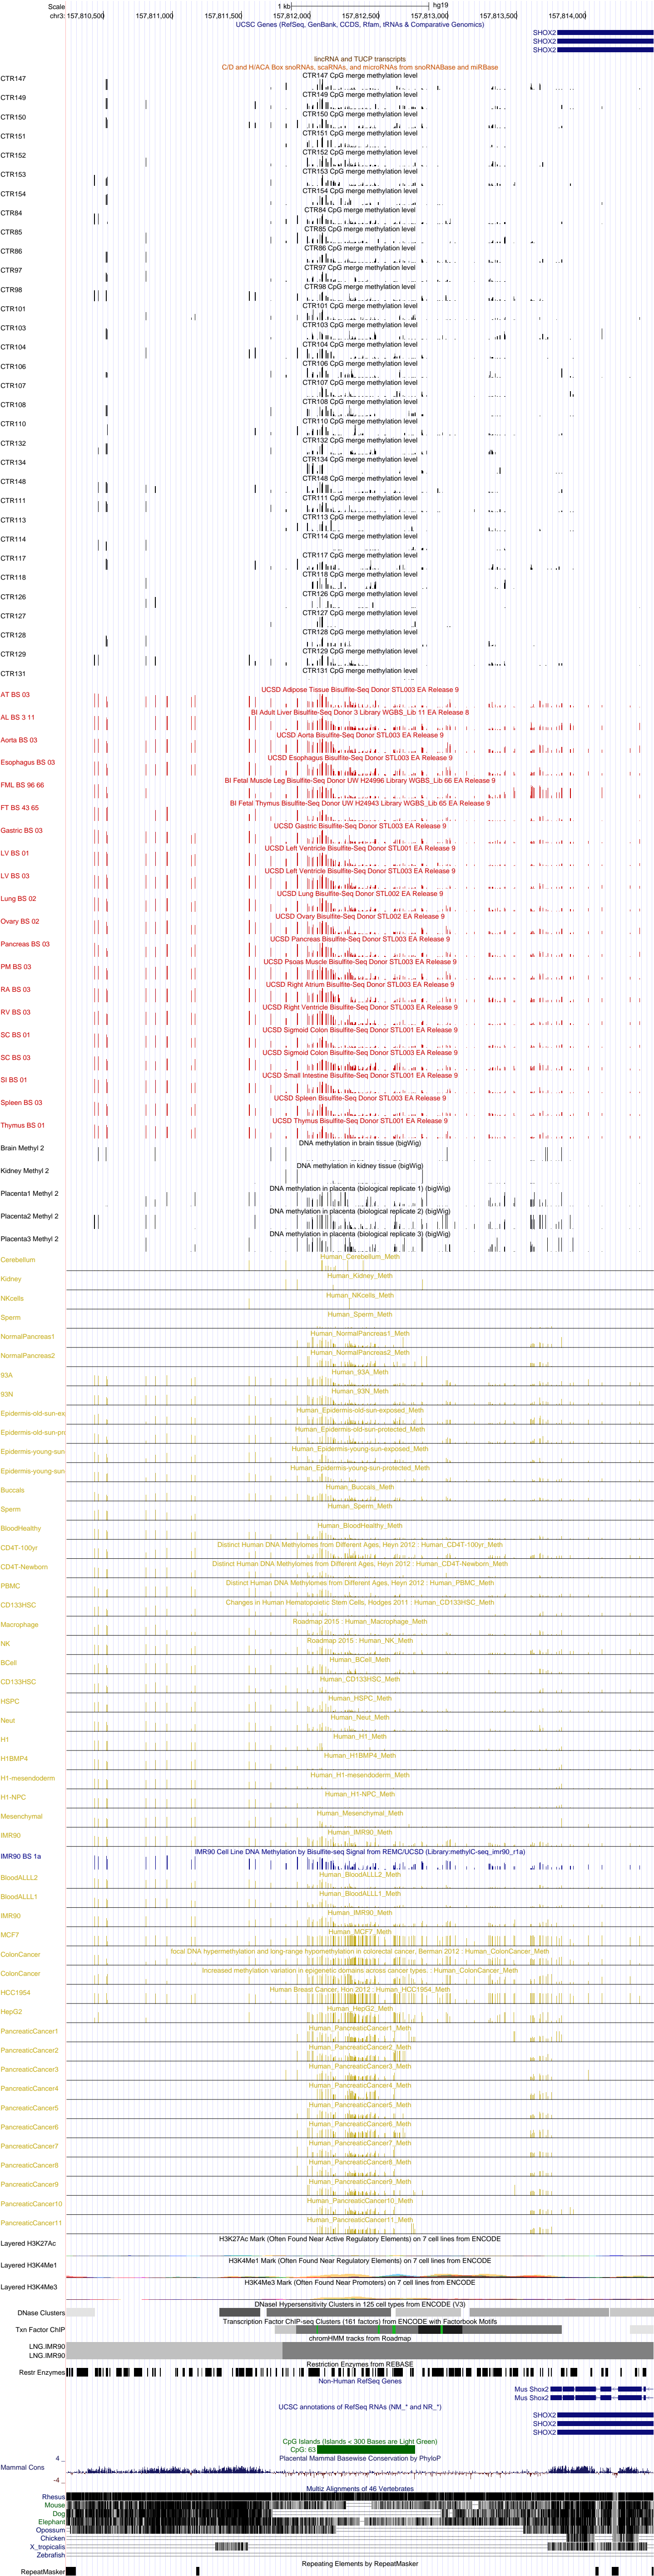 Scale 1 kb hg19
chr3: 157,810,500 157,811,000 157,811,500 157,812,000 157,812,500 157,813,000 157,813,500 157,814,000
UCSC Genes (RefSeq, GenBank, CCDS, Rfam, tRNAs & Comparative Genomics)
SHOX2
SHOX2
SHOX2
lincRNA and TUCP transcripts
C/D and H/ACA Box snoRNAs, scaRNAs, and microRNAs from snoRNABase and miRBase
CTR147 CpG merge methylation level
CTR147
CTR149 CpG merge methylation level
CTR149
CTR150 CpG merge methylation level
CTR150
CTR151 CpG merge methylation level
CTR151
CTR152 CpG merge methylation level
CTR152
CTR153 CpG merge methylation level
CTR153
CTR154 CpG merge methylation level
CTR154
CTR84 CpG merge methylation level
CTR84
CTR85 CpG merge methylation level
CTR85
CTR86 CpG merge methylation level
CTR86
CTR97 CpG merge methylation level
CTR97
CTR98 CpG merge methylation level
CTR98
CTR101 CpG merge methylation level
CTR101
CTR103 CpG merge methylation level
CTR103
CTR104 CpG merge methylation level
CTR104
CTR106 CpG merge methylation level
CTR106
CTR107 CpG merge methylation level
CTR107
CTR108 CpG merge methylation level
CTR108
CTR110 CpG merge methylation level
CTR110
CTR132 CpG merge methylation level
CTR132
CTR134 CpG merge methylation level
CTR134
CTR148 CpG merge methylation level
CTR148
CTR111 CpG merge methylation level
CTR111
CTR113 CpG merge methylation level
CTR113
CTR114 CpG merge methylation level
CTR114
CTR117 CpG merge methylation level
CTR117
CTR118 CpG merge methylation level
CTR118
CTR126 CpG merge methylation level
CTR126
CTR127 CpG merge methylation level
CTR127
CTR128 CpG merge methylation level
CTR128
CTR129 CpG merge methylation level
CTR129
CTR131 CpG merge methylation level
CTR131
UCSD Adipose Tissue Bisulfite-Seq Donor STL003 EA Release 9
AT BS 03
BI Adult Liver Bisulfite-Seq Donor 3 Library WGBS_Lib 11 EA Release 8
AL BS 3 11
UCSD Aorta Bisulfite-Seq Donor STL003 EA Release 9
Aorta BS 03
UCSD Esophagus Bisulfite-Seq Donor STL003 EA Release 9
Esophagus BS 03
BI Fetal Muscle Leg Bisulfite-Seq Donor UW H24996 Library WGBS_Lib 66 EA Release 9
FML BS 96 66
BI Fetal Thymus Bisulfite-Seq Donor UW H24943 Library WGBS_Lib 65 EA Release 9
FT BS 43 65
UCSD Gastric Bisulfite-Seq Donor STL003 EA Release 9
Gastric BS 03
UCSD Left Ventricle Bisulfite-Seq Donor STL001 EA Release 9
LV BS 01
UCSD Left Ventricle Bisulfite-Seq Donor STL003 EA Release 9
LV BS 03
UCSD Lung Bisulfite-Seq Donor STL002 EA Release 9
Lung BS 02
UCSD Ovary Bisulfite-Seq Donor STL002 EA Release 9
Ovary BS 02
UCSD Pancreas Bisulfite-Seq Donor STL003 EA Release 9
Pancreas BS 03
UCSD Psoas Muscle Bisulfite-Seq Donor STL003 EA Release 9
PM BS 03
UCSD Right Atrium Bisulfite-Seq Donor STL003 EA Release 9
RA BS 03
UCSD Right Ventricle Bisulfite-Seq Donor STL003 EA Release 9
RV BS 03
UCSD Sigmoid Colon Bisulfite-Seq Donor STL001 EA Release 9
SC BS 01
UCSD Sigmoid Colon Bisulfite-Seq Donor STL003 EA Release 9
SC BS 03
UCSD Small Intestine Bisulfite-Seq Donor STL001 EA Release 9
SI BS 01
UCSD Spleen Bisulfite-Seq Donor STL003 EA Release 9
Spleen BS 03
UCSD Thymus Bisulfite-Seq Donor STL001 EA Release 9
Thymus BS 01
DNA methylation in brain tissue (bigWig)
Brain Methyl 2
DNA methylation in kidney tissue (bigWig)
Kidney Methyl 2
DNA methylation in placenta (biological replicate 1) (bigWig)
Placenta1 Methyl 2
DNA methylation in placenta (biological replicate 2) (bigWig)
Placenta2 Methyl 2
DNA methylation in placenta (biological replicate 3) (bigWig)
Placenta3 Methyl 2
Human_Cerebellum_Meth
Cerebellum
Human_Kidney_Meth
Kidney
Human_NKcells_Meth
NKcells
Human_Sperm_Meth
Sperm
Human_NormalPancreas1_Meth
NormalPancreas1
Human_NormalPancreas2_Meth
NormalPancreas2
Human_93A_Meth
93A
Human_93N_Meth
93N
Human_Epidermis-old-sun-exposed_Meth
Epidermis-old-sun-ex
Human_Epidermis-old-sun-protected_Meth
Epidermis-old-sun-pr
Human_Epidermis-young-sun-exposed_Meth
Epidermis-young-sun
Human_Epidermis-young-sun-protected_Meth
Epidermis-young-sun
Human_Buccals_Meth
Buccals
Human_Sperm_Meth
Sperm
Human_BloodHealthy_Meth
BloodHealthy
Distinct Human DNA Methylomes from Different Ages, Heyn 2012 : Human_CD4T-100yr_Meth
CD4T-100yr
Distinct Human DNA Methylomes from Different Ages, Heyn 2012 : Human_CD4T-Newborn_Meth
CD4T-Newborn
Distinct Human DNA Methylomes from Different Ages, Heyn 2012 : Human_PBMC_Meth
PBMC
Changes in Human Hematopoietic Stem Cells, Hodges 2011 : Human_CD133HSC_Meth
CD133HSC
Roadmap 2015 : Human_Macrophage_Meth
Macrophage
Roadmap 2015 : Human_NK_Meth
NK
Human_BCell_Meth
BCell
Human_CD133HSC_Meth
CD133HSC
Human_HSPC_Meth
HSPC
Human_Neut_Meth
Neut
Human_H1_Meth
H1
Human_H1BMP4_Meth
H1BMP4
Human_H1-mesendoderm_Meth
H1-mesendoderm
Human_H1-NPC_Meth
H1-NPC
Human_Mesenchymal_Meth
Mesenchymal
Human_IMR90_Meth
IMR90
IMR90 Cell Line DNA Methylation by Bisulfite-seq Signal from REMC/UCSD (Library:methylC-seq_imr90_r1a)
IMR90 BS 1a
Human_BloodALLL2_Meth
BloodALLL2
Human_BloodALLL1_Meth
BloodALLL1
Human_IMR90_Meth
IMR90
Human_MCF7_Meth
MCF7
focal DNA hypermethylation and long-range hypomethylation in colorectal cancer, Berman 2012 : Human_ColonCancer_Meth
ColonCancer
Increased methylation variation in epigenetic domains across cancer types. : Human_ColonCancer_Meth
ColonCancer
Human Breast Cancer, Hon 2012 : Human_HCC1954_Meth
HCC1954
Human_HepG2_Meth
HepG2
Human_PancreaticCancer1_Meth
PancreaticCancer1
Human_PancreaticCancer2_Meth
PancreaticCancer2
Human_PancreaticCancer3_Meth
PancreaticCancer3
Human_PancreaticCancer4_Meth
PancreaticCancer4
Human_PancreaticCancer5_Meth
PancreaticCancer5
Human_PancreaticCancer6_Meth
PancreaticCancer6
Human_PancreaticCancer7_Meth
PancreaticCancer7
Human_PancreaticCancer8_Meth
PancreaticCancer8
Human_PancreaticCancer9_Meth
PancreaticCancer9
Human_PancreaticCancer10_Meth
PancreaticCancer10
Human_PancreaticCancer11_Meth
PancreaticCancer11
H3K27Ac Mark (Often Found Near Active Regulatory Elements) on 7 cell lines from ENCODE
Layered H3K27Ac
H3K4Me1 Mark (Often Found Near Regulatory Elements) on 7 cell lines from ENCODE
Layered H3K4Me1
H3K4Me3 Mark (Often Found Near Promoters) on 7 cell lines from ENCODE
Layered H3K4Me3
DNaseI Hypersensitivity Clusters in 125 cell types from ENCODE (V3)
DNase Clusters
Transcription Factor ChIP-seq Clusters (161 factors) from ENCODE with Factorbook Motifs
Txn Factor ChIP
chromHMM tracks from Roadmap
LNG.IMR90
LNG.IMR90
Restriction Enzymes from REBASE
Restr Enzymes
Non-Human RefSeq Genes
Mus Shox2
Mus Shox2
UCSC annotations of RefSeq RNAs (NM_* and NR_*)
SHOX2
SHOX2
SHOX2
CpG Islands (Islands < 300 Bases are Light Green)
CpG: 63
Placental Mammal Basewise Conservation by PhyloP
4 _
Mammal Cons
-4 _
Multiz Alignments of 46 Vertebrates
Rhesus
Mouse
Dog
Elephant
Opossum
Chicken
X_tropicalis
Zebrafish
Repeating Elements by RepeatMasker
RepeatMasker